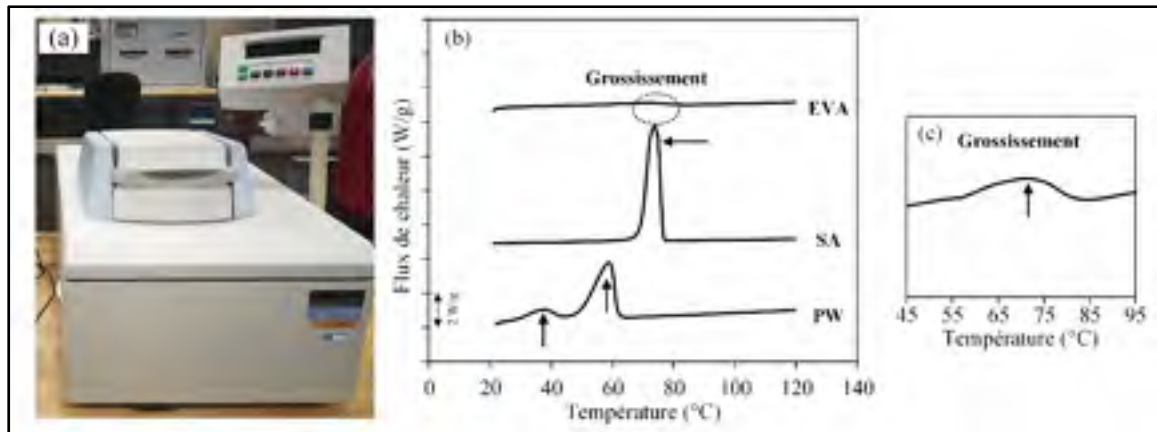 (a)
(b)
Grossissement
EVA
SA
PW
Flux de chaleur (W/g)
2 W/g
0 20 40 60 80 100 120 140
Température (°C)
(c)
Grossissement
45 55 65 75 85 95
Température (°C)